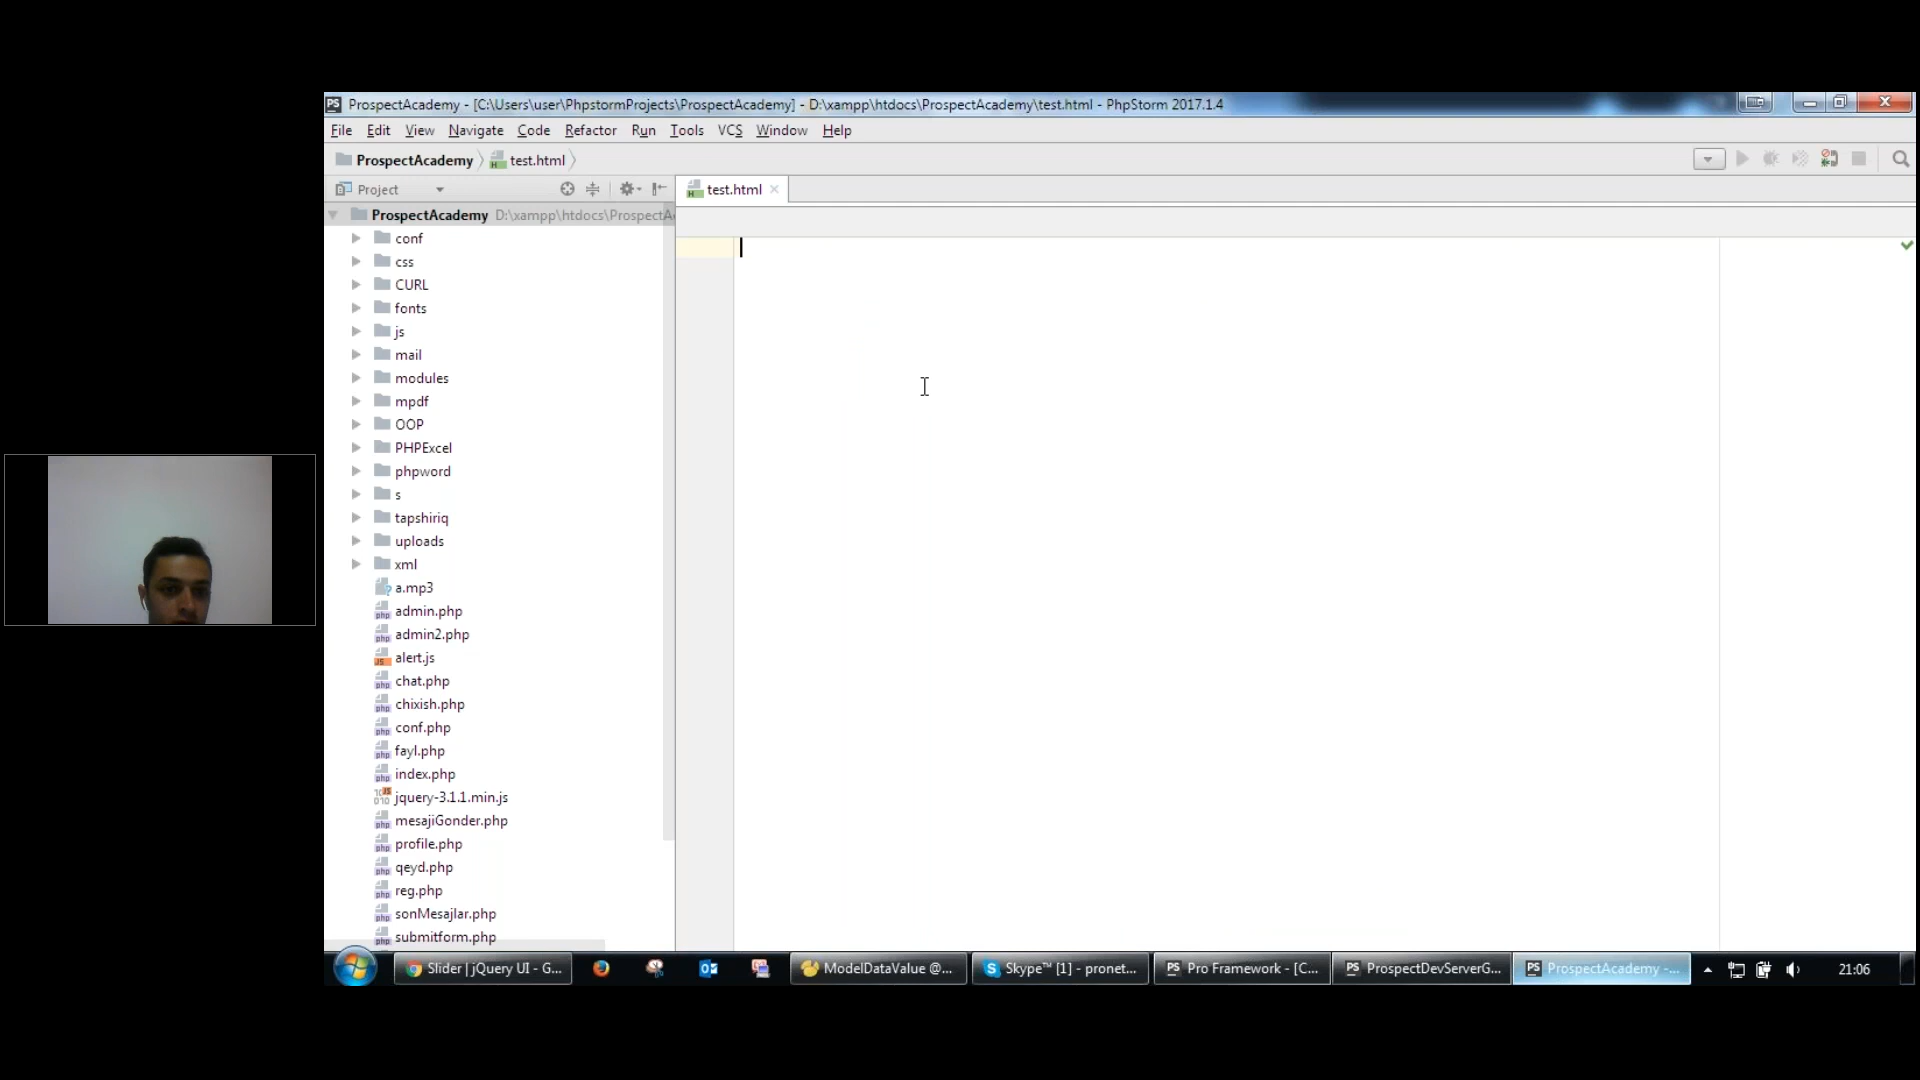 ProspectAcademy - [C:\Users\user\PhpstormProjects\ProspectAcademy] - D:\xampp\htdocs\ProspectAcademy\test.html - PhpStorm 2017.1.4
File Edit View Navigate Code Refactor Run Tools VCS Window Help
ProspectAcademy test.html
Project
test.html
ProspectAcademy D:\xampp\htdocs\ProspectA
conf
css
CURL
fonts
js
mail
modules
mpdf
OOP
PHPExcel
phpword
s
tapshiriq
uploads
xml
a.mp3
admin.php
admin2.php
alert.js
chat.php
chixish.php
conf.php
fayl.php
index.php
jquery-3.1.1.min.js
mesajiGonder.php
profile.php
qeyd.php
reg.php
sonMesajlar.php
submitform.php
Slider | jQuery UI - G... ModelDataValue @... Skype™ [1] - pronet... Pro Framework - [C... ProspectDevServerG... ProspectAcademy -... 21:06